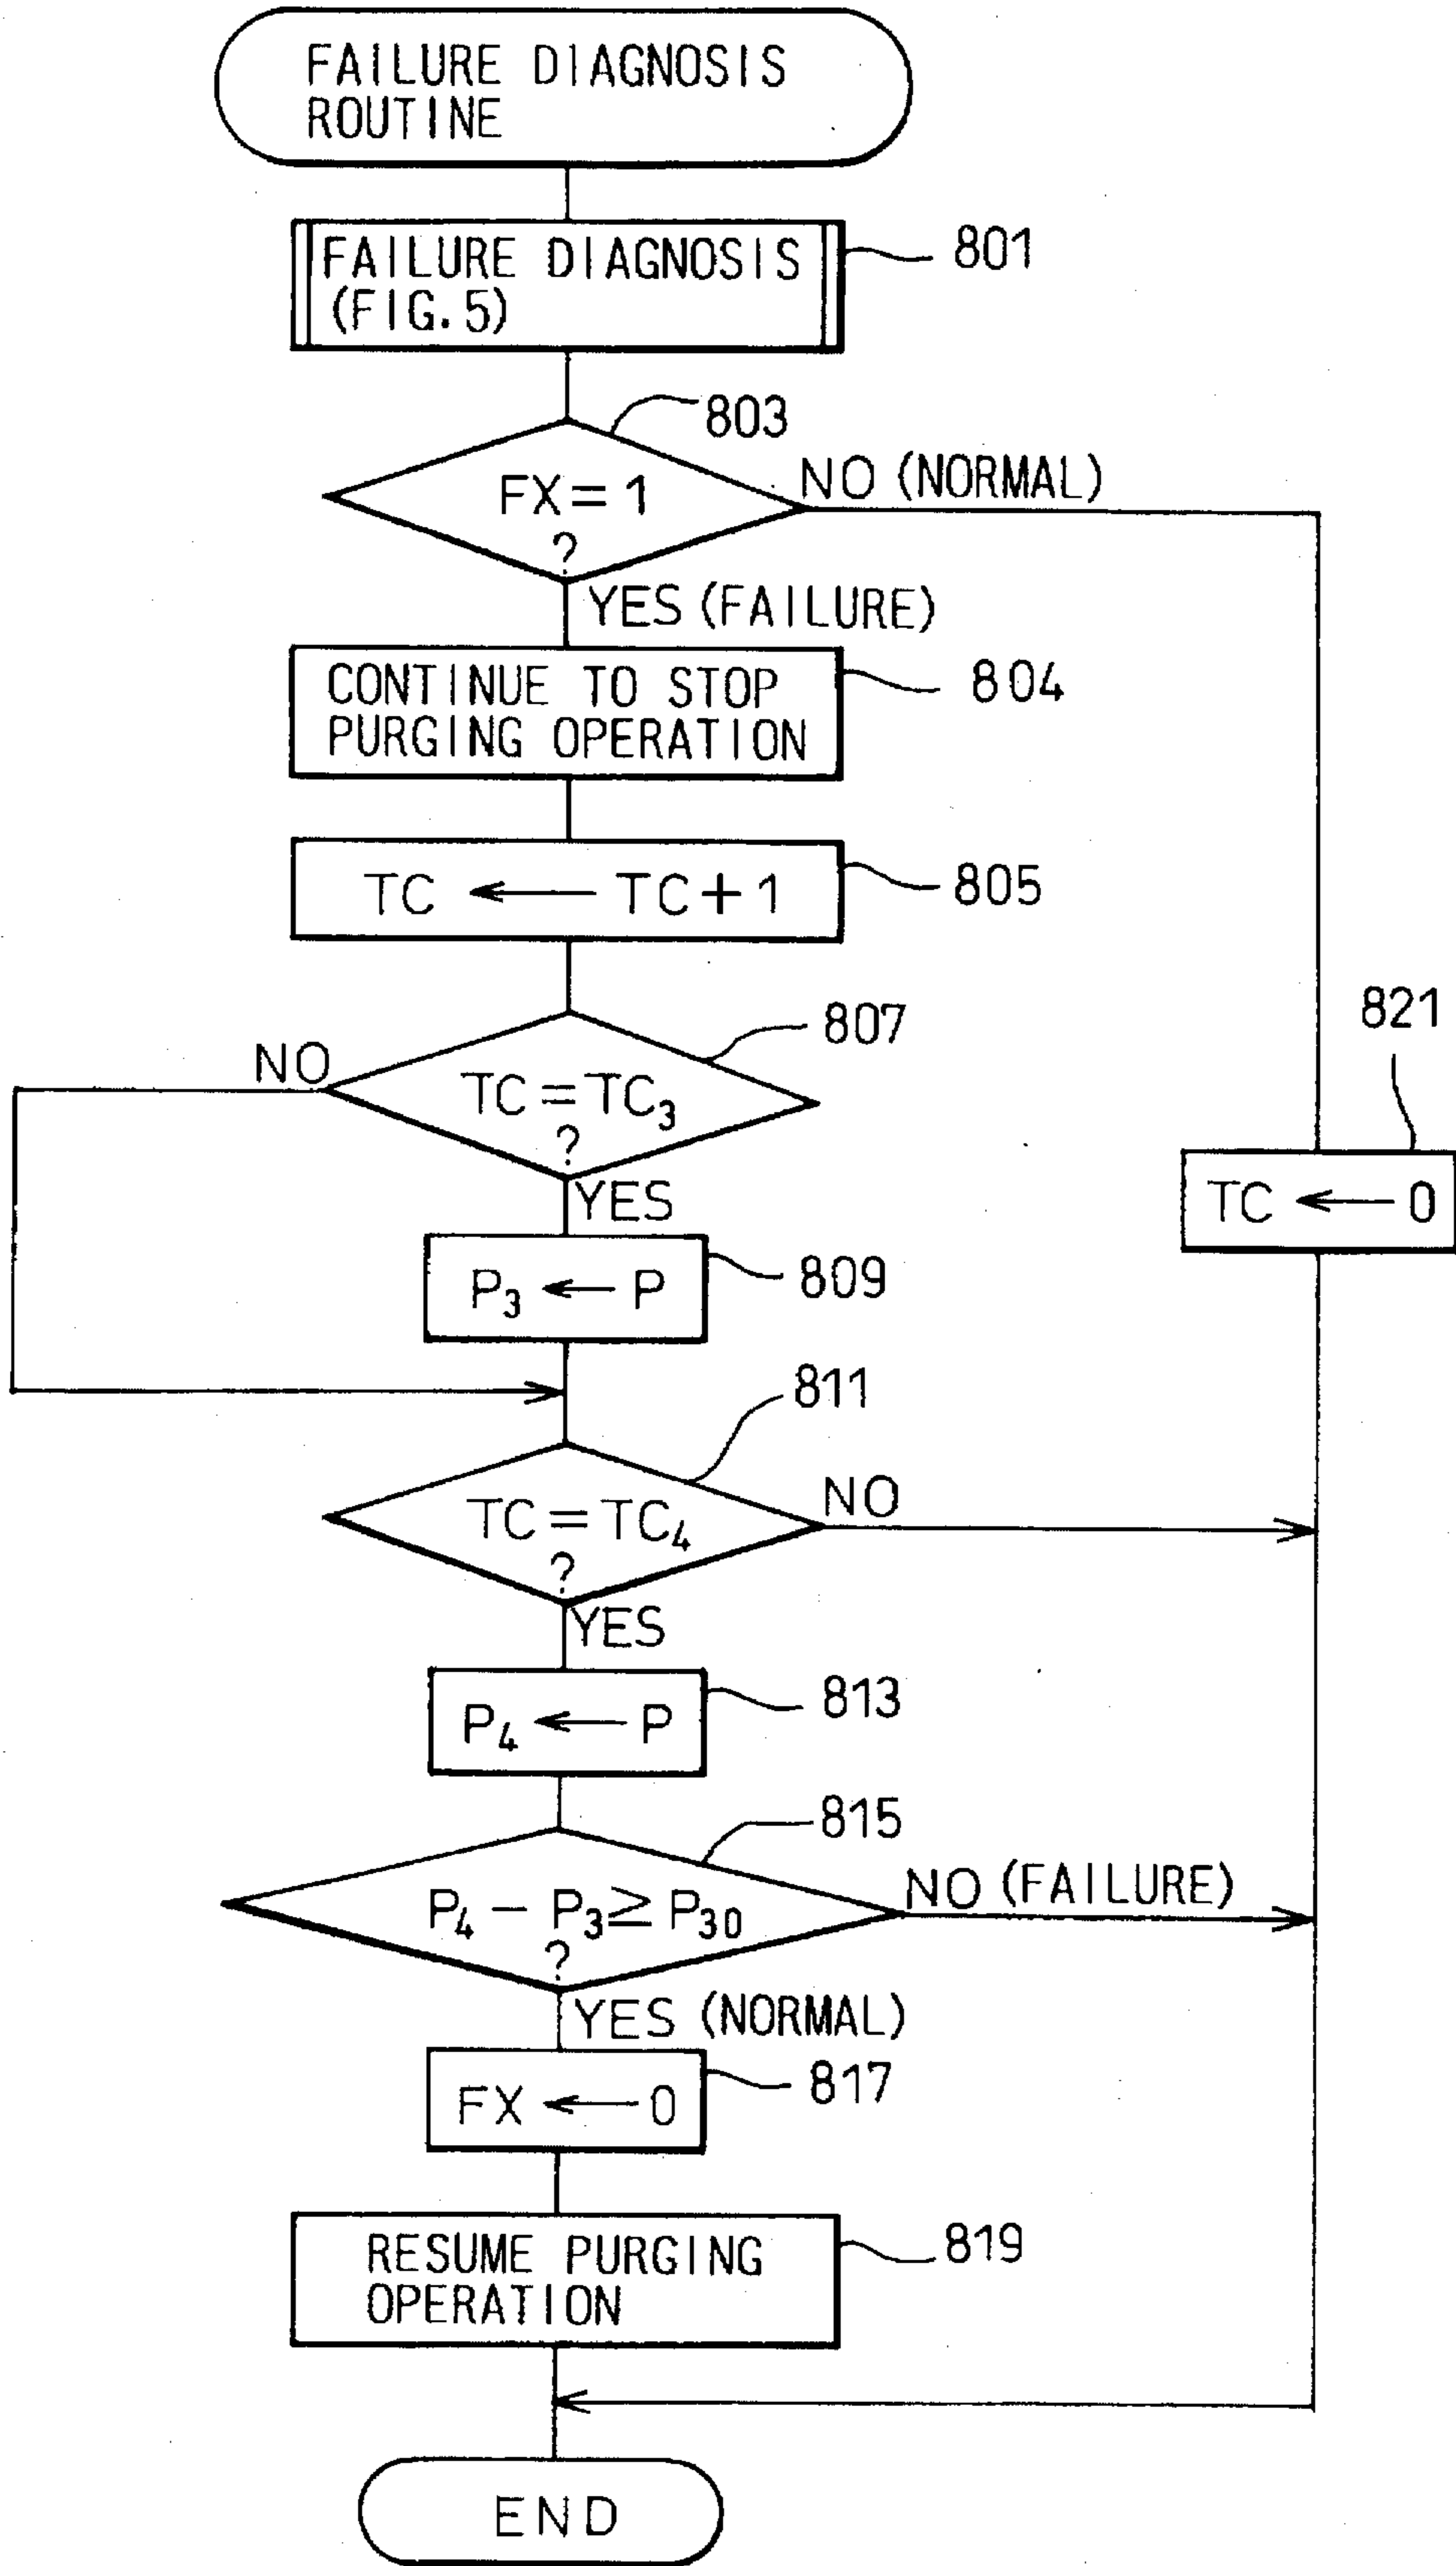 FAILURE DIAGNOSIS
ROUTINE
FAILURE DIAGNOSIS
(FIG. 5)
801
803
FX = 1
?
NO (NORMAL)
YES (FAILURE)
CONTINUE TO STOP
PURGING OPERATION
804
TC ← TC + 1
805
807
NO
TC = TC₃
?
YES
821
TC ← 0
P₃ ← P
809
811
TC = TC₄
?
NO
YES
P₄ ← P
813
815
P₄ − P₃ ≥ P₃₀
?
NO (FAILURE)
YES (NORMAL)
FX ← 0
817
RESUME PURGING
OPERATION
819
END